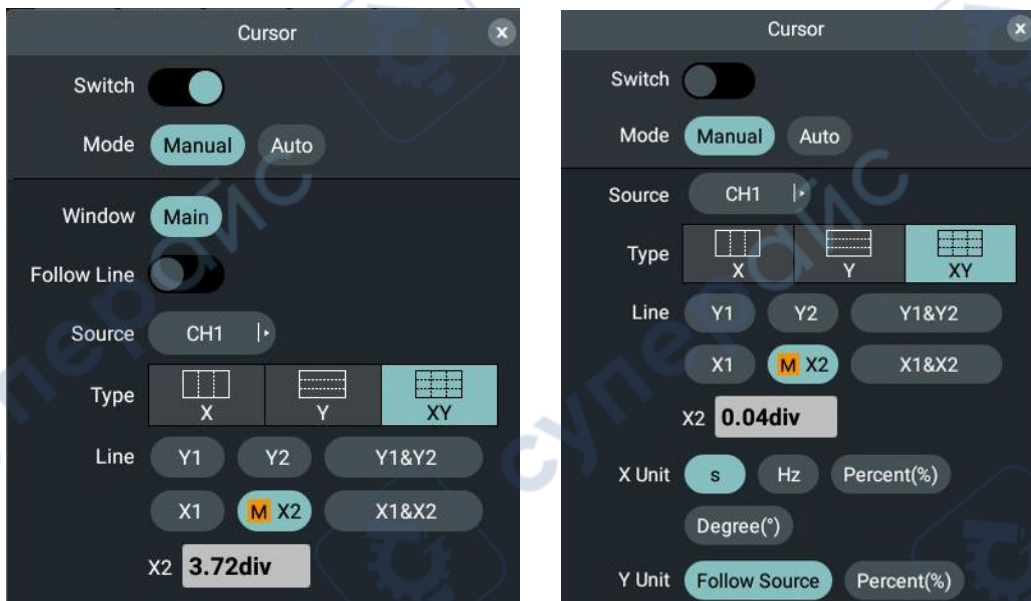 Cursor
x
Switch
Mode Manual Auto
Window Main
Follow Line
Source CH1
Type X Y XY
Line Y1 Y2 Y1&Y2
X1 M X2 X1&X2
X2 3.72div
Cursor
x
Switch
Mode Manual Auto
Source CH1
Type X Y XY
Line Y1 Y2 Y1&Y2
X1 M X2 X1&X2
X2 0.04div
X Unit s Hz Percent(%)
Degree(°)
Y Unit Follow Source Percent(%)
суперайс